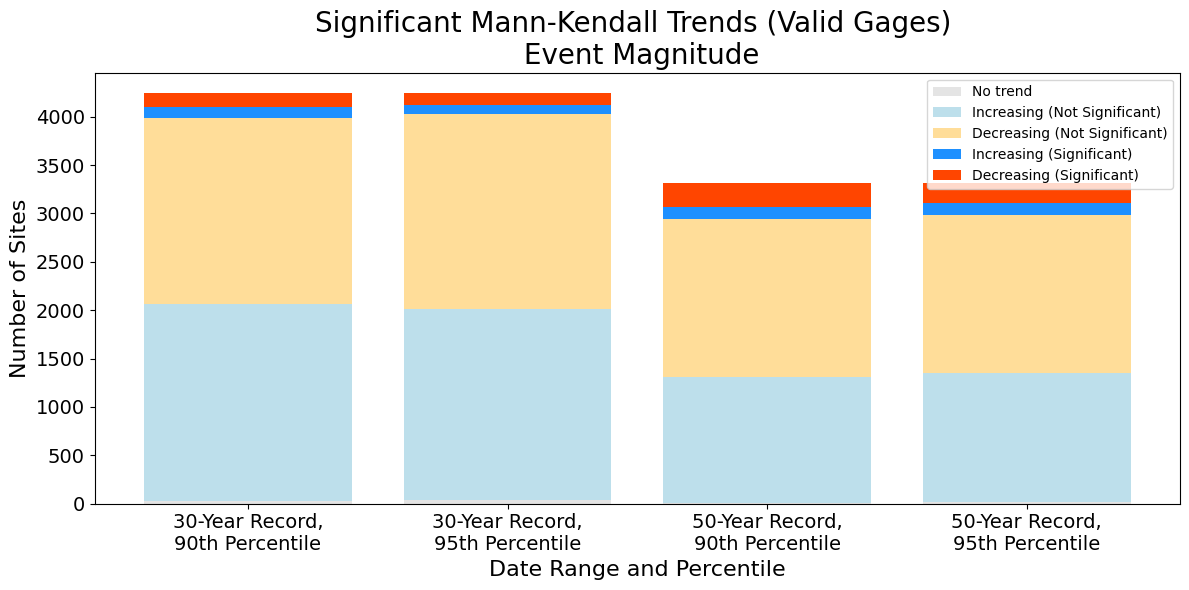 Significant Mann-Kendall Trends (Valid Gages)
Event Magnitude
No trend
Increasing (Not Significant)
Decreasing (Not Significant)
Increasing (Significant)
Decreasing (Significant)
Number of Sites
4000
3500
3000
2500
2000
1500
1000
500
0
30-Year Record,
90th Percentile
30-Year Record,
95th Percentile
50-Year Record,
90th Percentile
50-Year Record,
95th Percentile
Date Range and Percentile